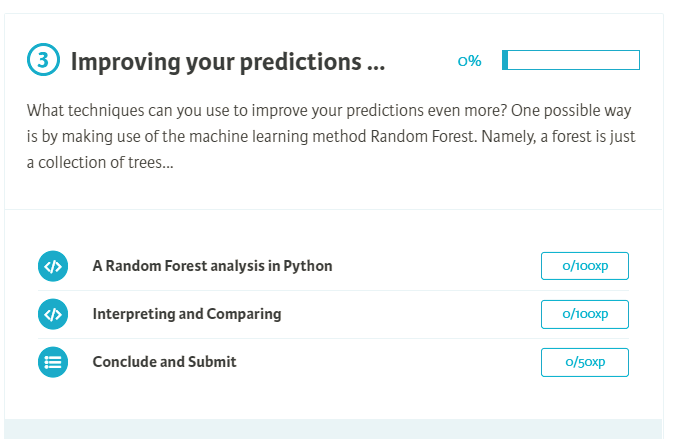 3 Improving your predictions ... 0%
What techniques can you use to improve your predictions even more? One possible way
is by making use of the machine learning method Random Forest. Namely, a forest is just
a collection of trees...
</> A Random Forest analysis in Python 0/100xp
</> Interpreting and Comparing 0/100xp
Conclude and Submit 0/50xp